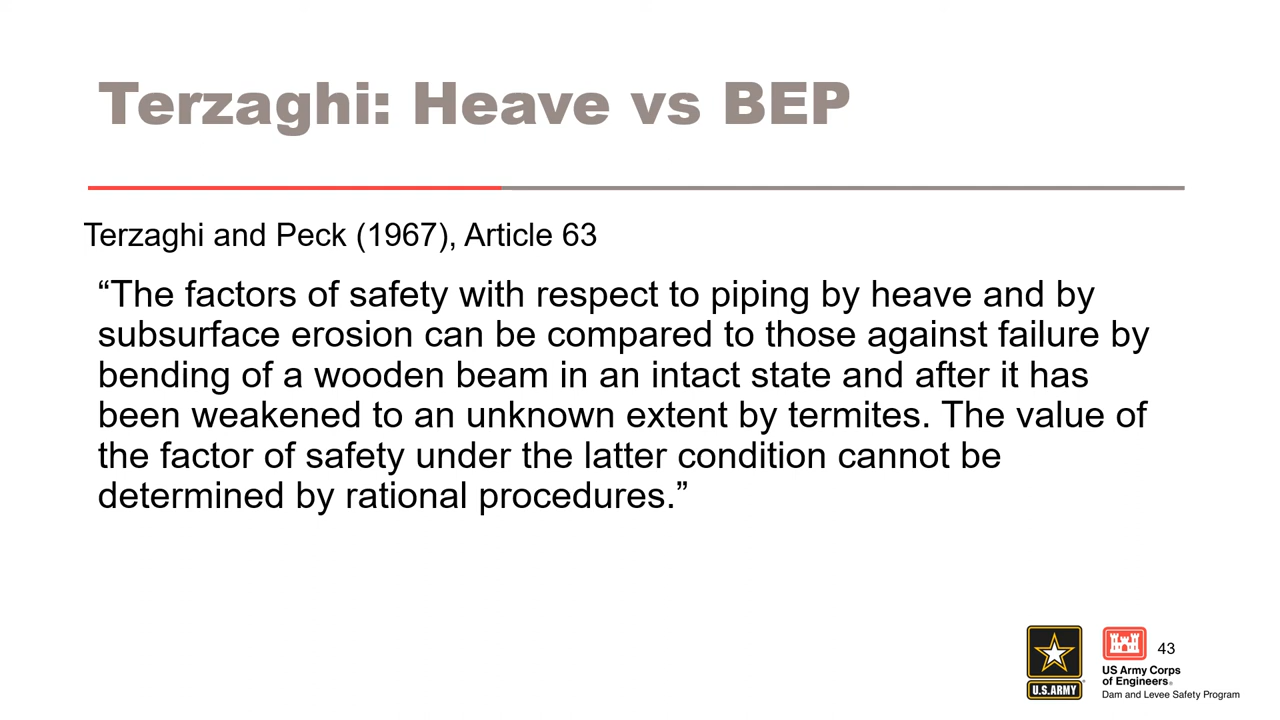 Terzaghi: Heave vs BEP
Terzaghi and Peck (1967), Article 63
“The factors of safety with respect to piping by heave and by
subsurface erosion can be compared to those against failure by
bending of a wooden beam in an intact state and after it has
been weakened to an unknown extent by termites. The value of
the factor of safety under the latter condition cannot be
determined by rational procedures.”
43
U.S.ARMY
US Army Corps
of Engineers®
Dam and Levee Safety Program